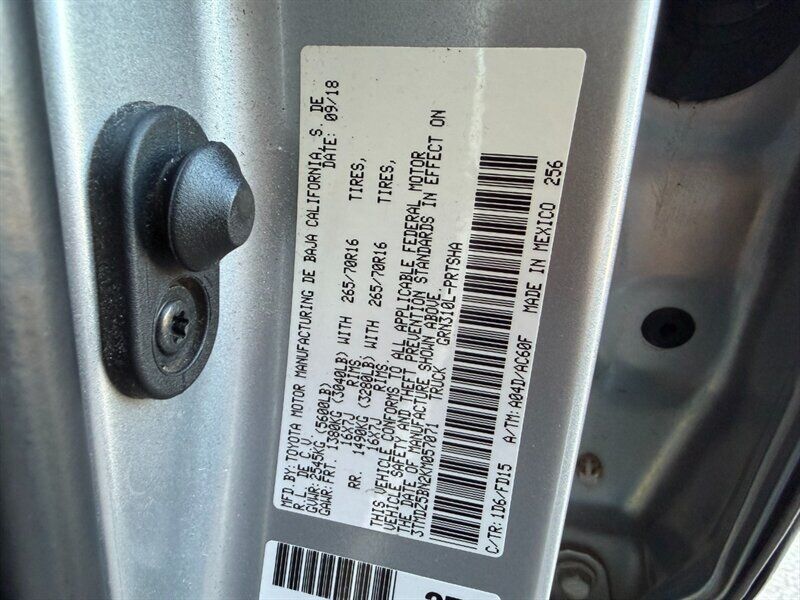 MFD.BY: TOYOTA MOTOR MANUFACTURING DE BAJA CALIFORNIA, S. DE
R. L. DE C. V. DATE: 09/18
GVWR: 2545KG (5600LB)
GAWR: FRT. 1380KG (3040LB) WITH 265/70R16 TIRES,
16X7J RIMS,
RR. 1490KG (3280LB) WITH 265/70R16 TIRES,
16X7J RIMS,
THIS VEHICLE CONFORMS TO ALL APPLICABLE FEDERAL MOTOR
VEHICLE SAFETY AND THEFT PREVENTION STANDARDS IN EFFECT ON
THE DATE OF MANUFACTURE SHOWN ABOVE
3TMDZ5BN2KM057071 TRUCK GRN310L-PRTSHA
C/TR: 1D6/FD15 A/TM: A04D/AC60F MADE IN MEXICO 256